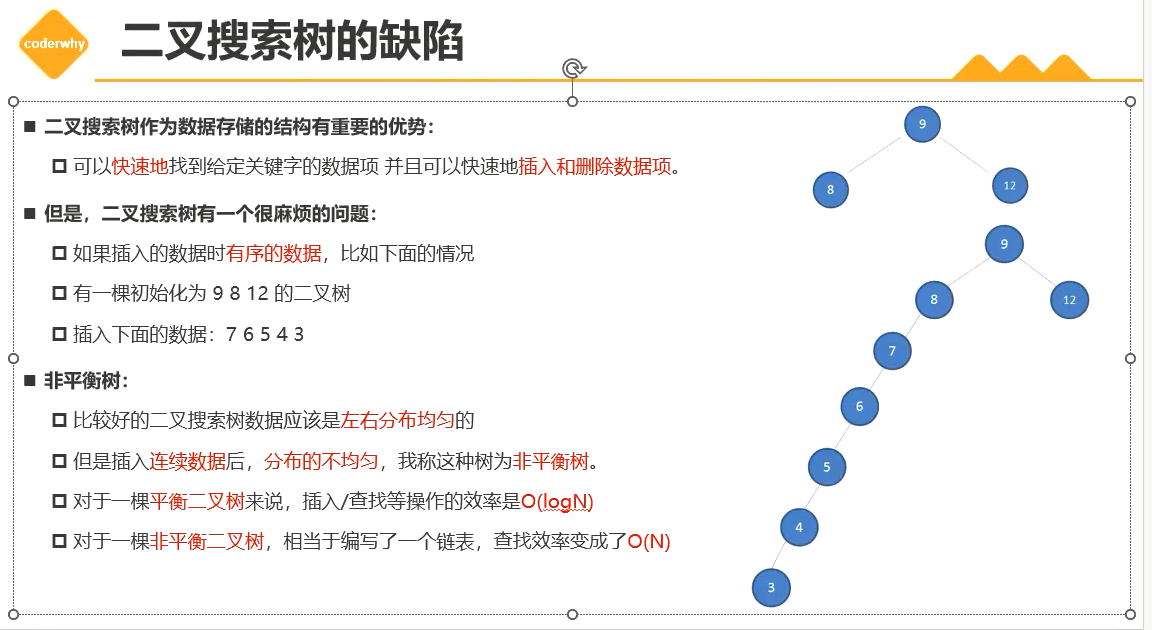 coderwhy
二叉搜索树的缺陷
二叉搜索树作为数据存储的结构有重要的优势：
可以快速地找到给定关键字的数据项 并且可以快速地插入和删除数据项。
但是，二叉搜索树有一个很麻烦的问题：
如果插入的数据时有序的数据，比如下面的情况
有一棵初始化为 9 8 12 的二叉树
插入下面的数据：7 6 5 4 3
非平衡树：
比较好的二叉搜索树数据应该是左右分布均匀的
但是插入连续数据后，分布的不均匀，我称这种树为非平衡树。
对于一棵平衡二叉树来说，插入/查找等操作的效率是O(logN)
对于一棵非平衡二叉树，相当于编写了一个链表，查找效率变成了O(N)
9
8
12
9
8
12
7
6
5
4
3